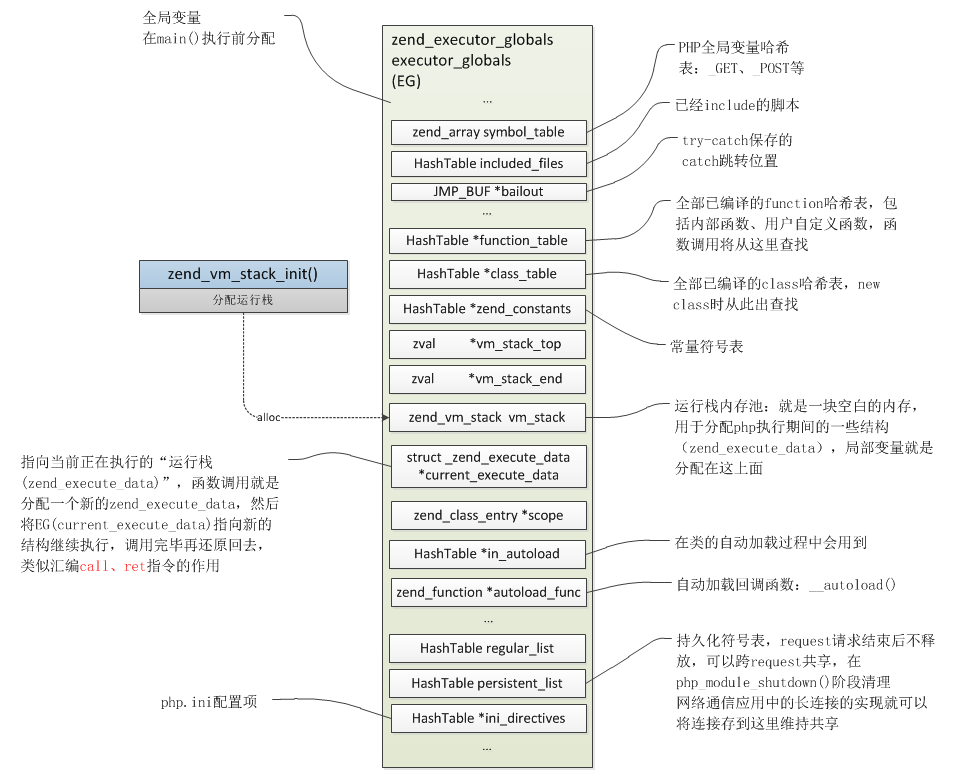 全局变量
在main()执行前分配
zend_executor_globals
executor_globals
(EG)
...
PHP全局变量哈希
表: _GET、_POST等
zend_array symbol_table
已经include的脚本
HashTable included_files
try-catch保存的
catch跳转位置
JMP_BUF *bailout
...
全部已编译的function哈希表，包
括内部函数、用户自定义函数，函
数调用将从这里查找
HashTable *function_table
zend_vm_stack_init()
分配运行栈
HashTable *class_table
全部已编译的class哈希表，new
class时从此出查找
HashTable *zend_constants
常量符号表
zval *vm_stack_top
zval *vm_stack_end
alloc
zend_vm_stack vm_stack
运行栈内存池：就是一块空白的内存，
用于分配php执行期间的一些结构
（zend_execute_data），局部变量就是
分配在这上面
指向当前正在执行的“运行栈
(zend_execute_data)”，函数调用就是
分配一个新的zend_execute_data，然后
将EG(current_execute_data)指向新的
结构继续执行，调用完毕再还原回去，
类似汇编call、ret指令的作用
struct _zend_execute_data
*current_execute_data
zend_class_entry *scope
HashTable *in_autoload
在类的自动加载过程中会用到
zend_function *autoload_func
自动加载回调函数：__autoload()
...
HashTable regular_list
HashTable persistent_list
持久化符号表，request请求结束后不释
放，可以跨request共享，在
php_module_shutdown()阶段清理
网络通信应用中的长连接的实现就可以
将连接存到这里维持共享
php.ini配置项
HashTable *ini_directives
...